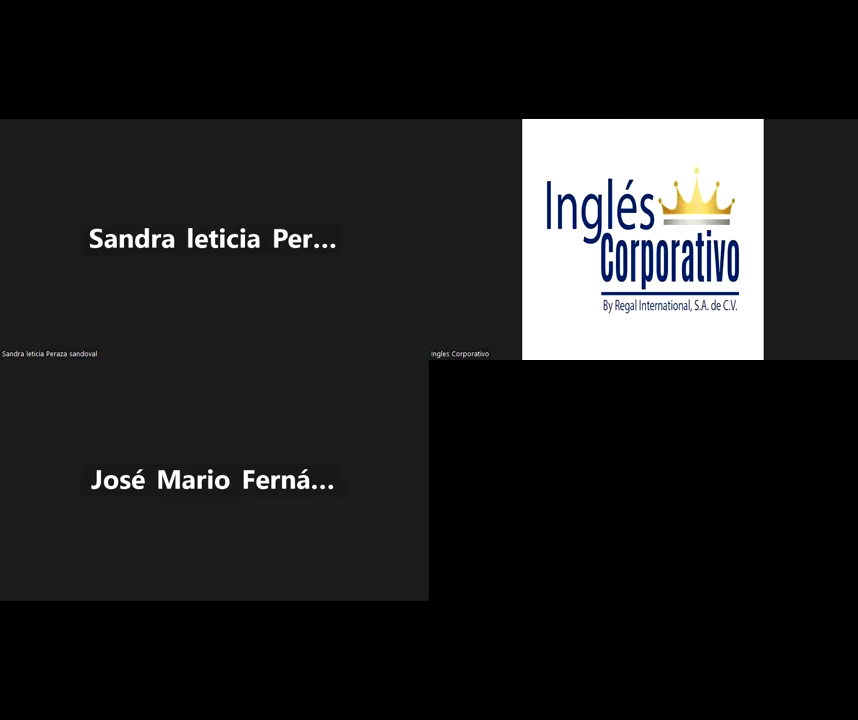 Sandra leticia Per...
Sandra leticia Peraza sandoval
Inglés
Corporativo
By Regal International, S.A. de C.V.
Ingles Corporativo
José Mario Ferná...